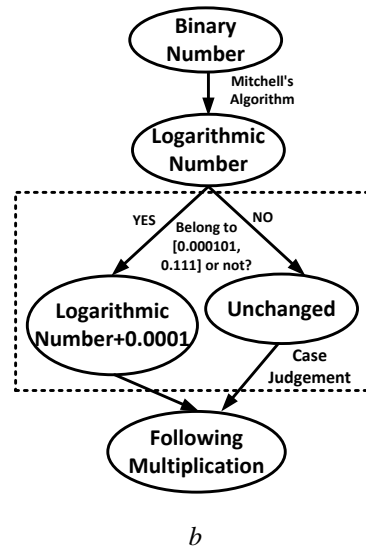 Binary
Number
Mitchell's
Algorithm
Logarithmic
Number
YES
NO
Belong to
[0.000101,
0.111] or not?
Logarithmic
Number+0.0001
Unchanged
Case
Judgement
Following
Multiplication
b